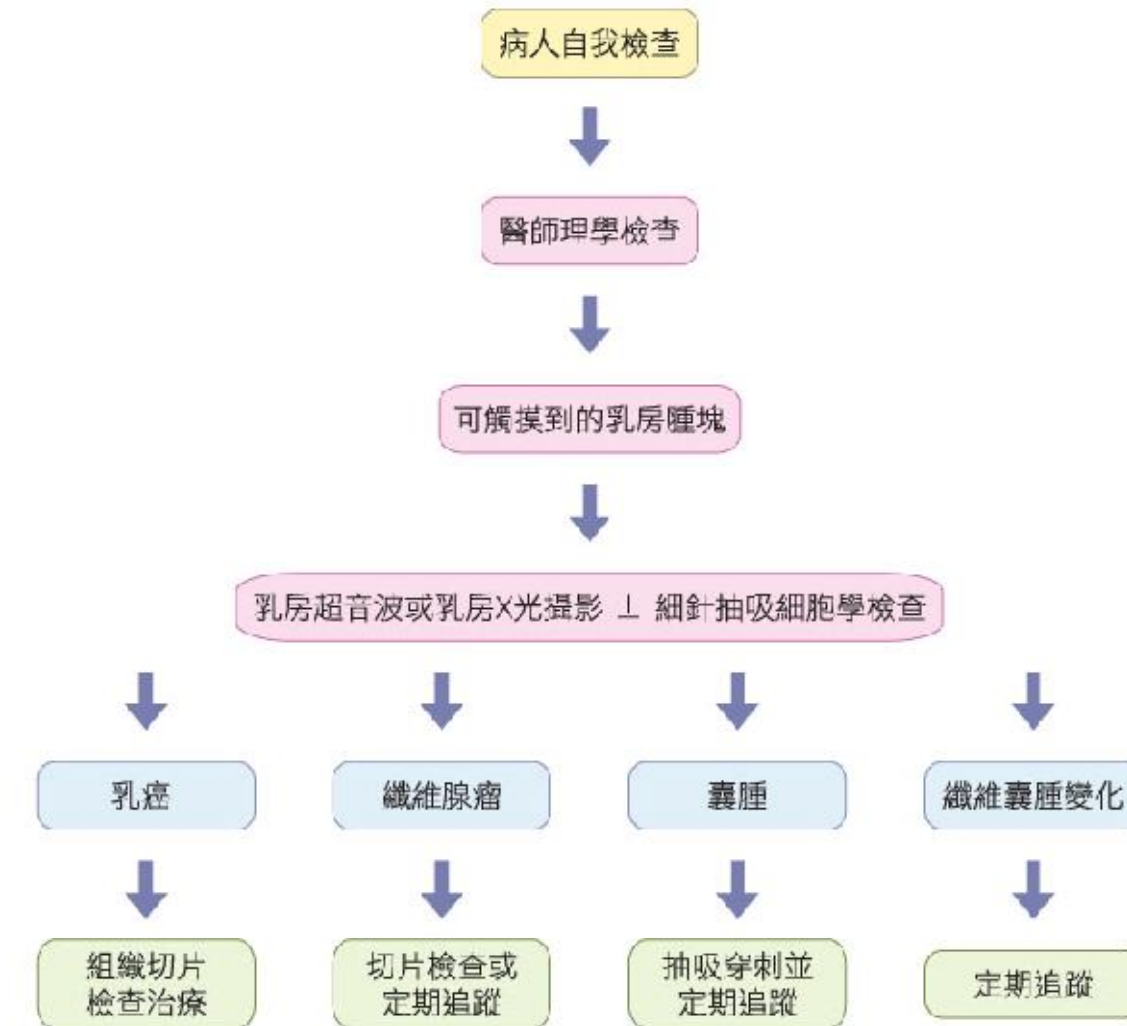 病人自我檢查
醫師理學檢查
可觸摸到的乳房腫塊
乳房超音波或乳房X光攝影 ⊥ 細針抽吸細胞學檢查
乳癌 纖維腺瘤 囊腫 纖維囊腫變化
組織切片 切片檢查或 抽吸穿刺並 定期追蹤
檢查治療 定期追蹤 定期追蹤